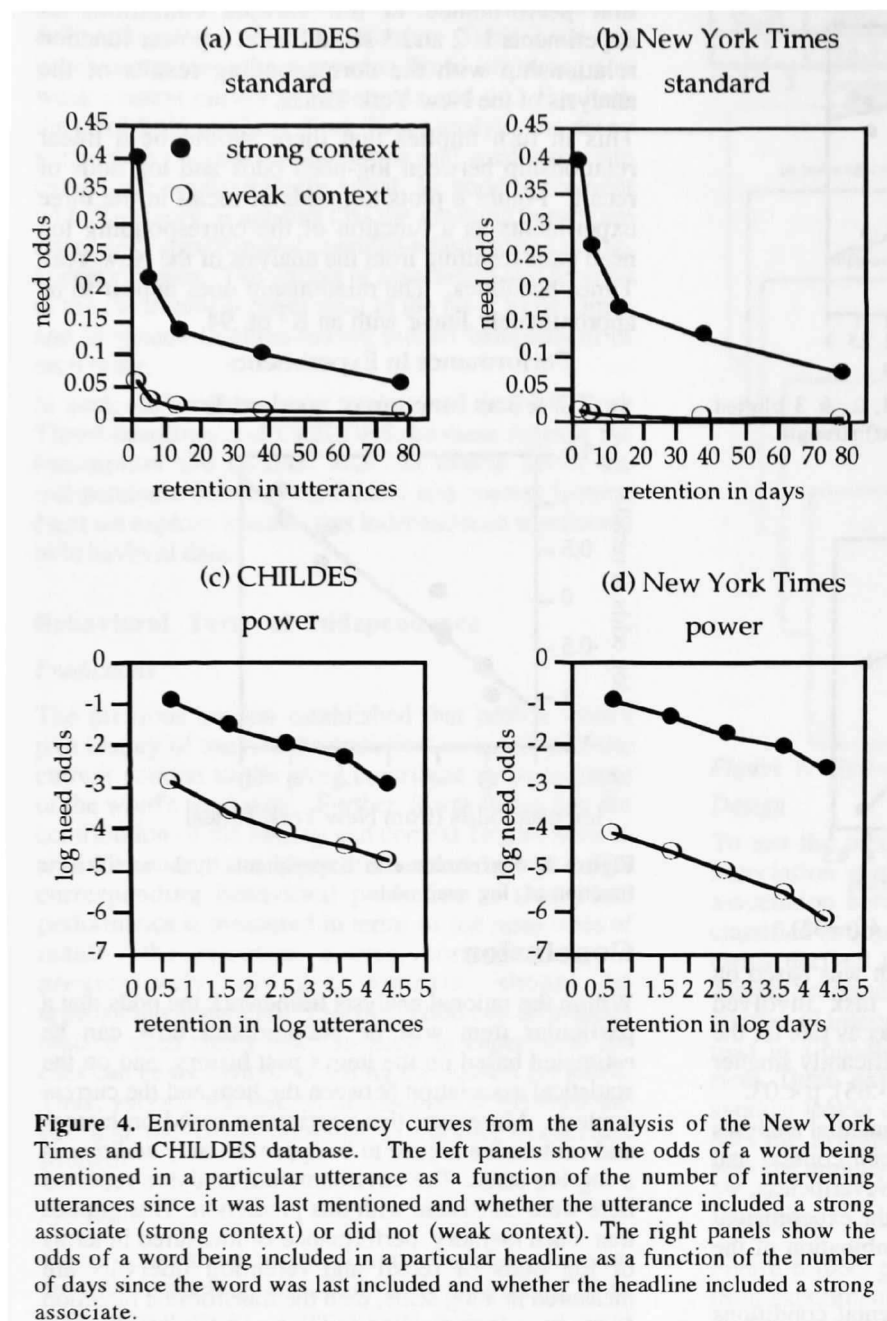 (a) CHILDES
standard
(b) New York Times
standard
0.45
0.4
0.35
0.3
0.25
0.2
0.15
0.1
0.05
0
need odds
strong context
weak context
0 10 20 30 40 50 60 70 80
retention in utterances
0.45
0.4
0.35
0.3
0.25
0.2
0.15
0.1
0.05
0
need odds
0 10 20 30 40 50 60 70 80
retention in days
(c) CHILDES
power
(d) New York Times
power
0
-1
-2
-3
-4
-5
-6
-7
log need odds
0 0.5 1 1.5 2 2.5 3 3.5 4 4.5 5
retention in log utterances
0
-1
-2
-3
-4
-5
-6
-7
log need odds
0 0.5 1 1.5 2 2.5 3 3.5 4 4.5 5
retention in log days
Figure 4. Environmental recency curves from the analysis of the New York
Times and CHILDES database. The left panels show the odds of a word being
mentioned in a particular utterance as a function of the number of intervening
utterances since it was last mentioned and whether the utterance included a strong
associate (strong context) or did not (weak context). The right panels show the
odds of a word being included in a particular headline as a function of the number
of days since the word was last included and whether the headline included a strong
associate.